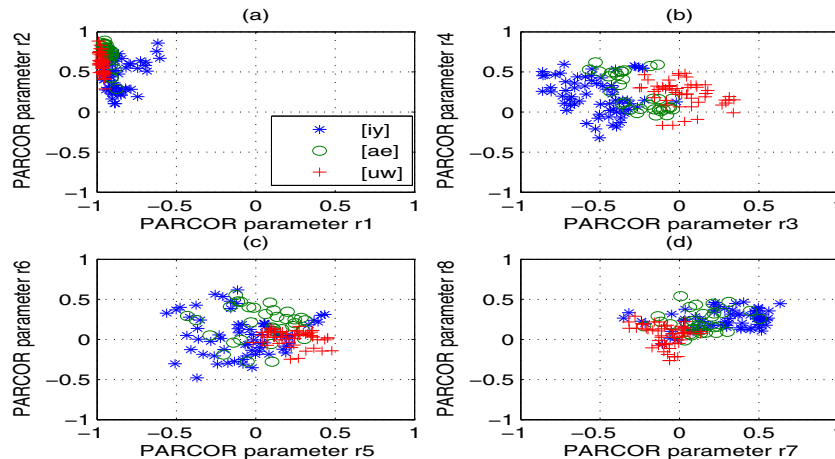 (a)
PARCOR parameter r2
1
0.5
0
−0.5
−1
−1 −0.5 0 0.5 1
PARCOR parameter r1
[iy]
[ae]
[uw]
(b)
PARCOR parameter r4
1
0.5
0
−0.5
−1
−1 −0.5 0 0.5 1
PARCOR parameter r3
(c)
PARCOR parameter r6
1
0.5
0
−0.5
−1
−1 −0.5 0 0.5 1
PARCOR parameter r5
(d)
PARCOR parameter r8
1
0.5
0
−0.5
−1
−1 −0.5 0 0.5 1
PARCOR parameter r7